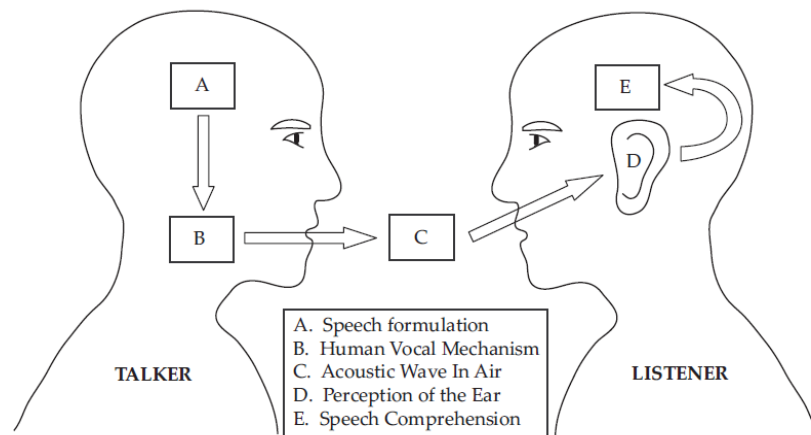 A
E
D
B
C
A. Speech formulation
B. Human Vocal Mechanism
C. Acoustic Wave In Air
D. Perception of the Ear
E. Speech Comprehension
TALKER
LISTENER